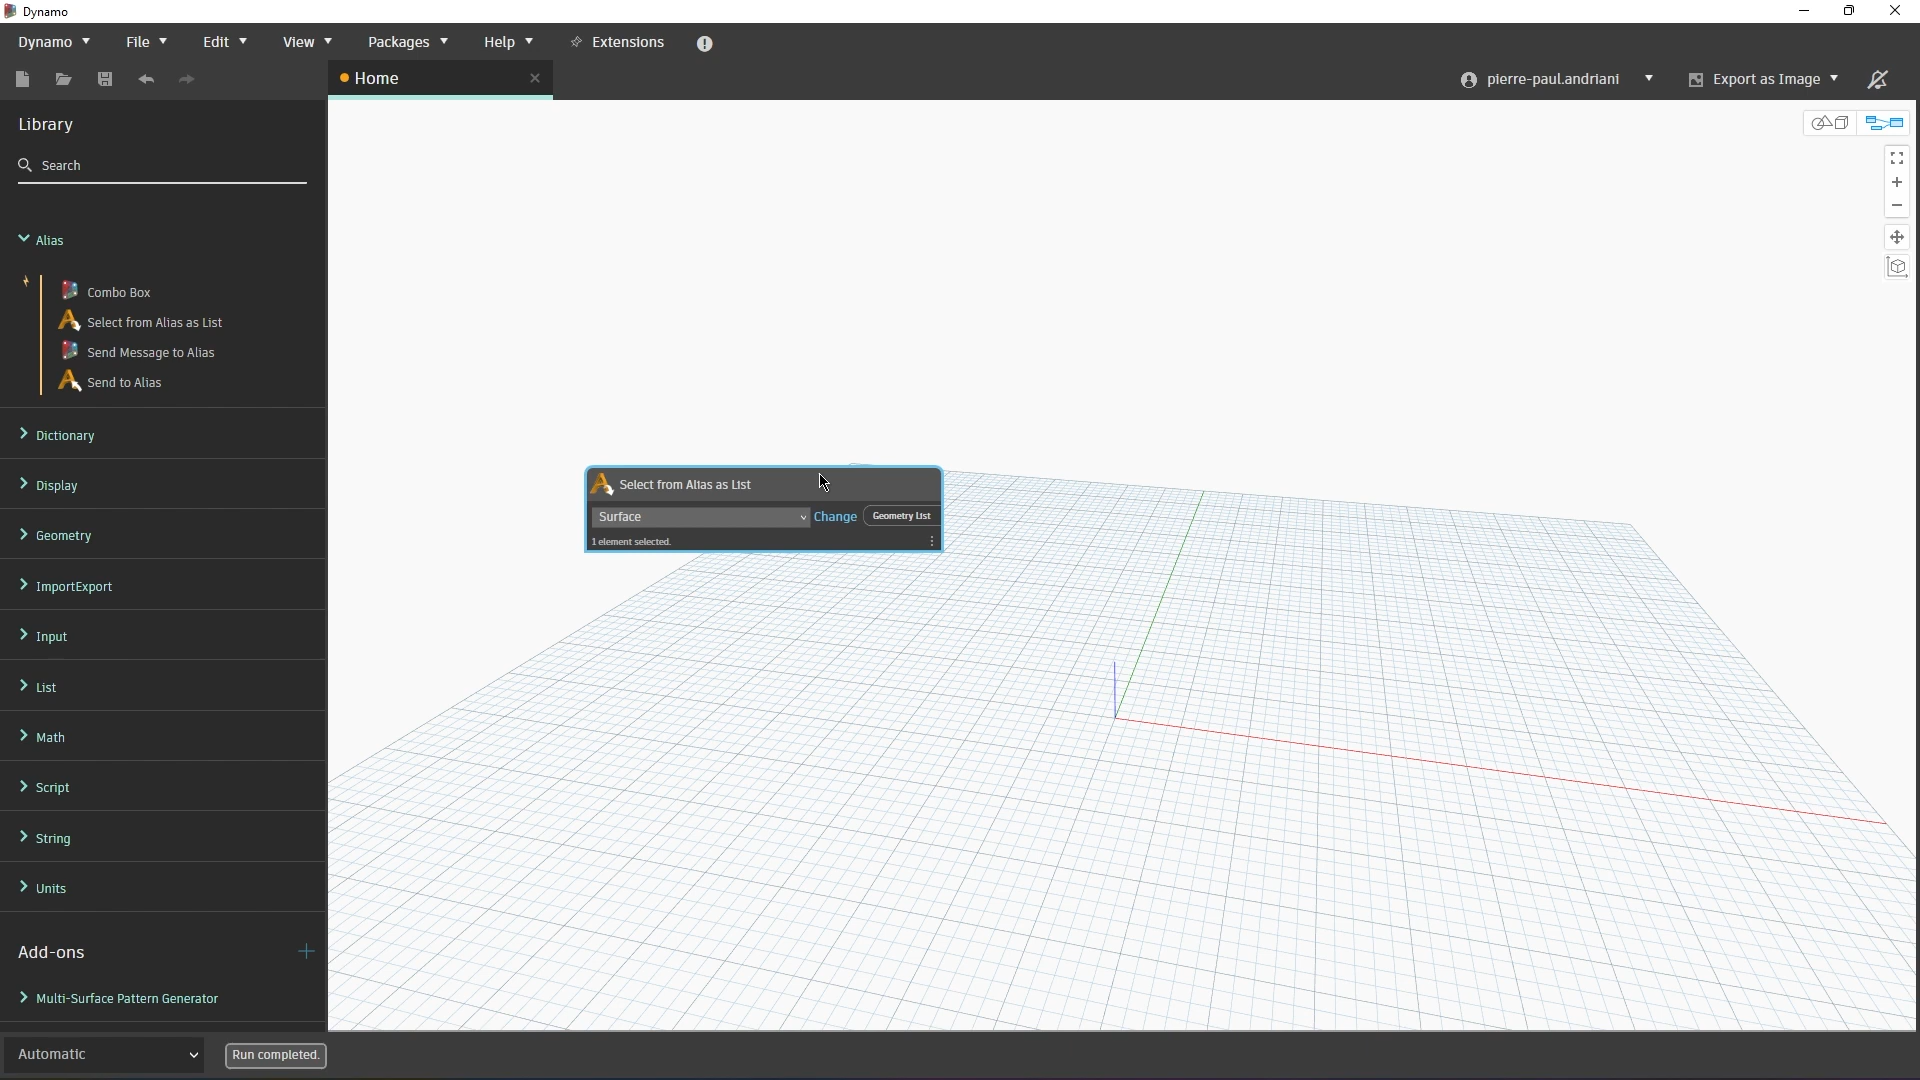 Dynamo
Dynamo File Edit View Packages Help Extensions
Home
pierre-paul.andriani Export as Image
Library
Search
Alias
Combo Box
Select from Alias as List
Send Message to Alias
Send to Alias
Dictionary
Display
Geometry
ImportExport
Input
List
Math
Script
String
Units
Add-ons
Multi-Surface Pattern Generator
Select from Alias as List
Surface Change Geometry List
1 element selected.
Automatic Run completed.